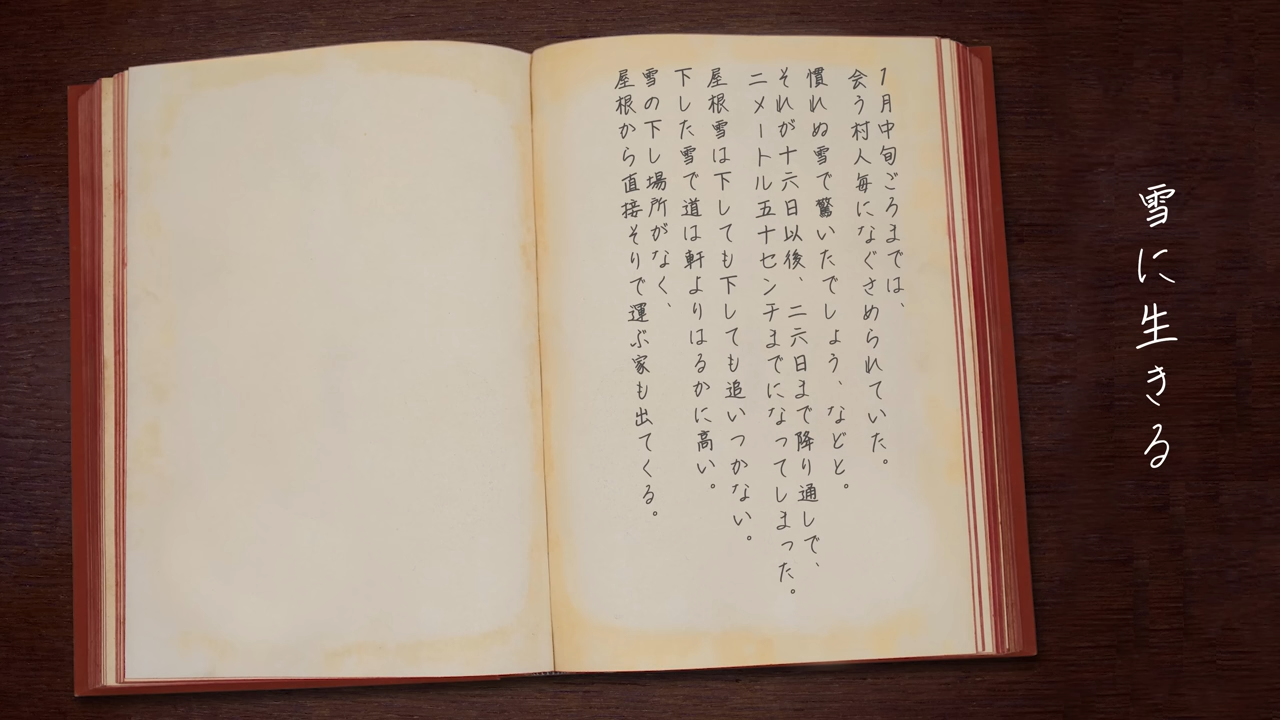 1月中旬ごろまでは、
会う村人毎になぐさめられていた。
慣れぬ雪で驚いたでしょう、などと。
それが十六日以後、二六日まで降り通しで、
二メートル五十センチまでになってしまった。
屋根雪は下しても下しても追いつかない。
下した雪で道は軒よりはるかに高い。
雪の下し場所がなく、
屋根から直接そりで運ぶ家も出てくる。
雪に生きる